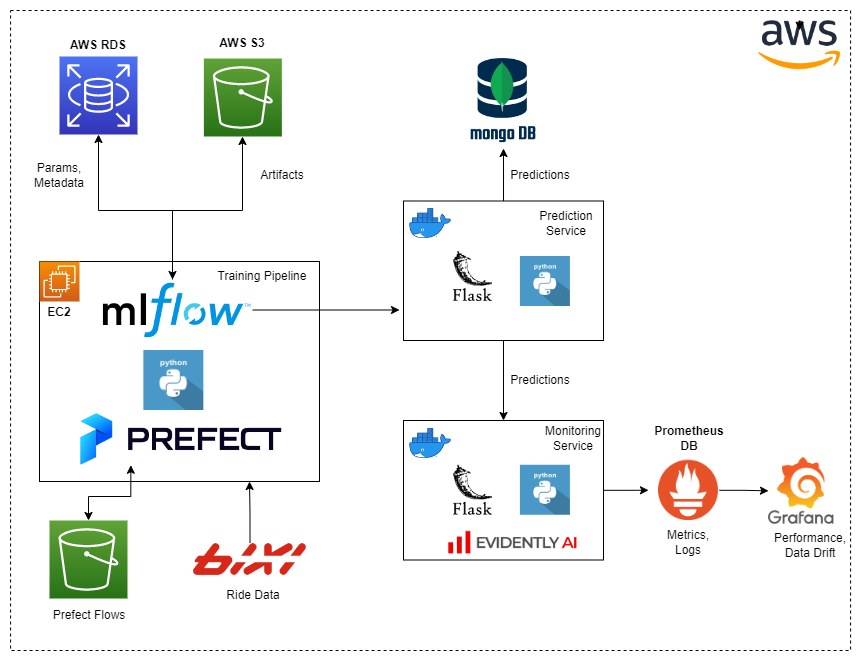 AWS RDS
AWS S3
aws
mongo DB
Params,
Metadata
Artifacts
Predictions
Prediction
Service
Flask
python
EC2
Training Pipeline
mlflow™
python
PREFECT
Predictions
Monitoring
Service
Flask
python
EVIDENTLY AI
Prometheus
DB
Metrics,
Logs
Grafana
Performance,
Data Drift
Prefect Flows
bixi
Ride Data